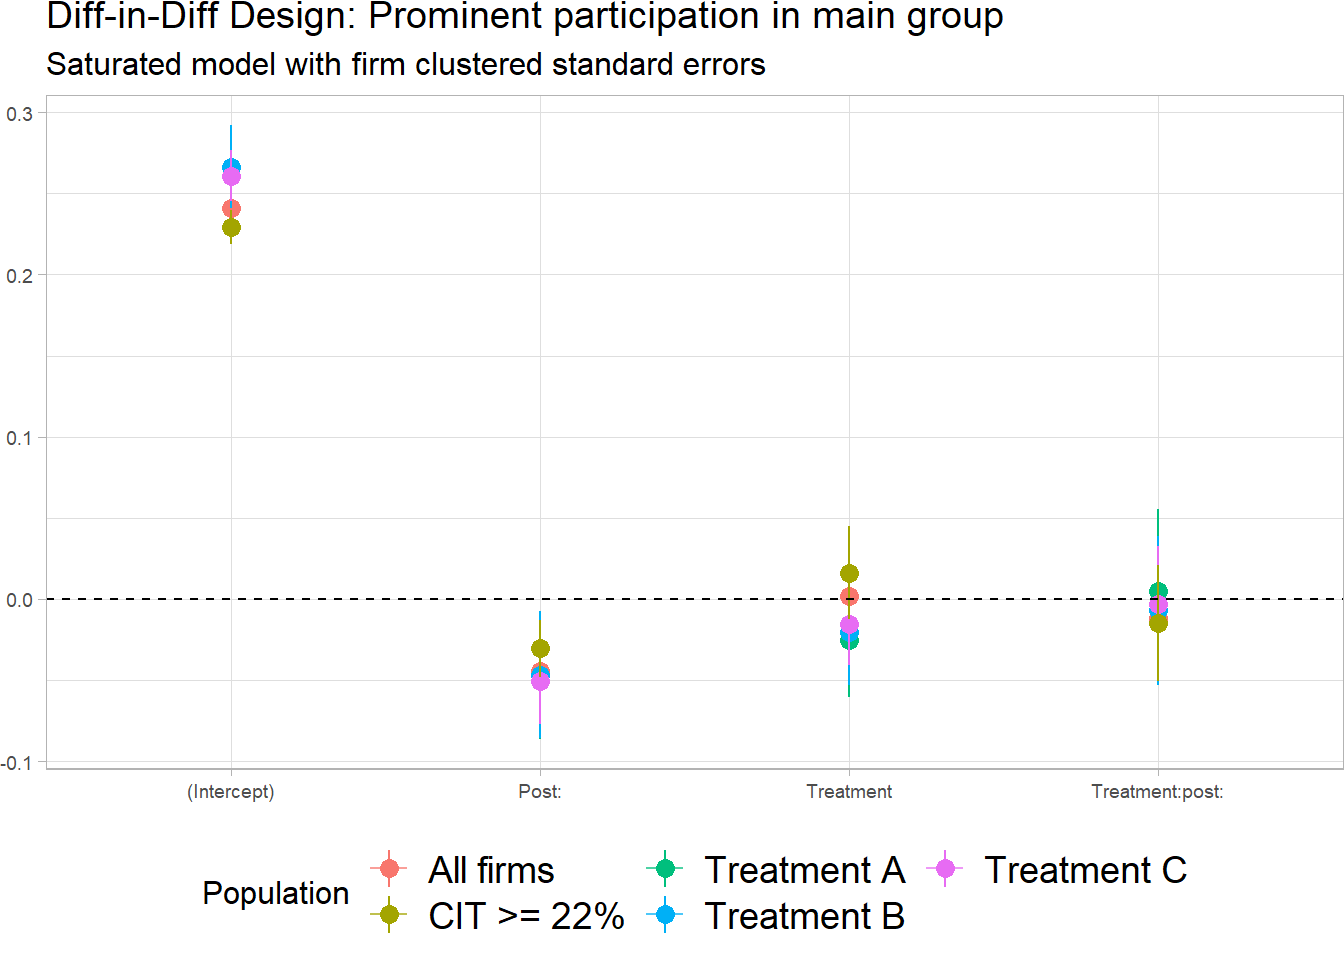 Diff-in-Diff Design: Prominent participation in main group
Saturated model with firm clustered standard errors
0.3
0.2
0.1
0.0
-0.1
(Intercept) Post: Treatment Treatment:post:
Population
All firms Treatment A Treatment C
CIT >= 22% Treatment B